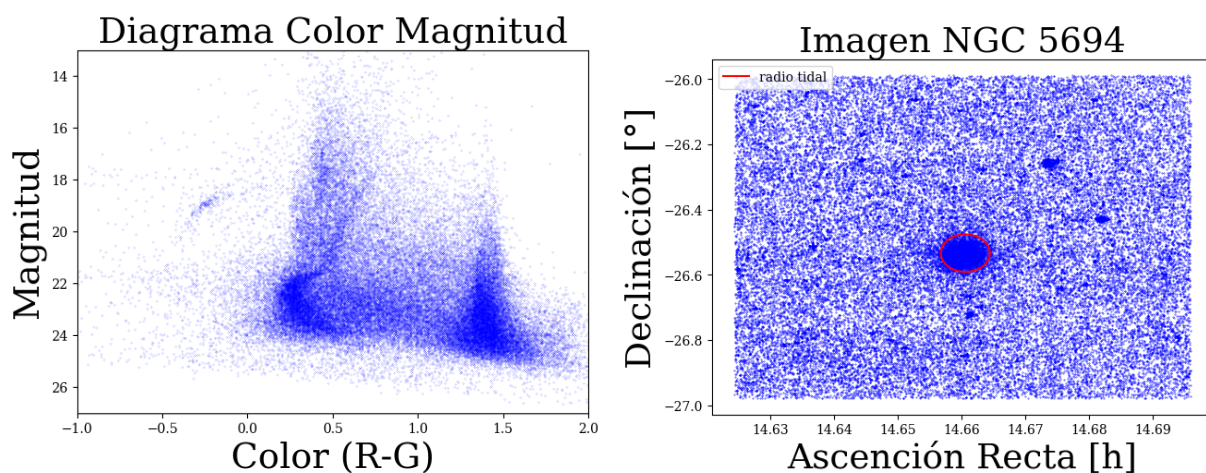 Diagrama Color Magnitud
14
16
18
20
22
24
26
Magnitud
−1.0 −0.5 0.0 0.5 1.0 1.5 2.0
Color (R-G)
Imagen NGC 5694
radio tidal
−26.0
−26.2
−26.4
−26.6
−26.8
−27.0
Declinación [°]
14.63 14.64 14.65 14.66 14.67 14.68 14.69
Ascención Recta [h]